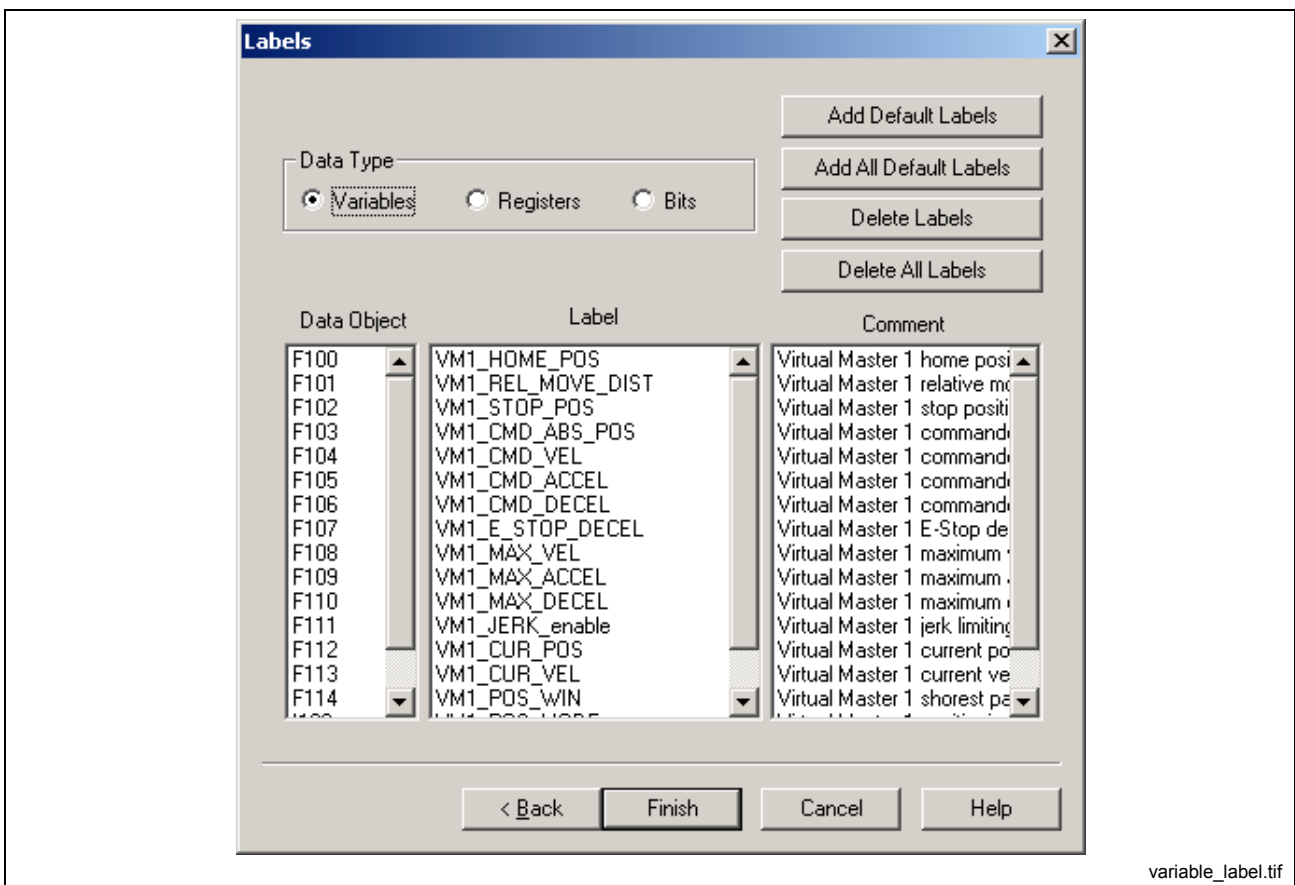 Labels
Add Default Labels
Data Type
Add All Default Labels
Variables Registers Bits
Delete Labels
Delete All Labels
Data Object Label Comment
F100 VM1_HOME_POS Virtual Master 1 home posi
F101 VM1_REL_MOVE_DIST Virtual Master 1 relative mo
F102 VM1_STOP_POS Virtual Master 1 stop positi
F103 VM1_CMD_ABS_POS Virtual Master 1 command
F104 VM1_CMD_VEL Virtual Master 1 command
F105 VM1_CMD_ACCEL Virtual Master 1 command
F106 VM1_CMD_DECEL Virtual Master 1 command
F107 VM1_E_STOP_DECEL Virtual Master 1 E-Stop de
F108 VM1_MAX_VEL Virtual Master 1 maximum
F109 VM1_MAX_ACCEL Virtual Master 1 maximum
F110 VM1_MAX_DECEL Virtual Master 1 maximum
F111 VM1_JERK_enable Virtual Master 1 jerk limiting
F112 VM1_CUR_POS Virtual Master 1 current po
F113 VM1_CUR_VEL Virtual Master 1 current ve
F114 VM1_POS_WIN Virtual Master 1 shorest pa
< Back Finish Cancel Help
variable_label.tif